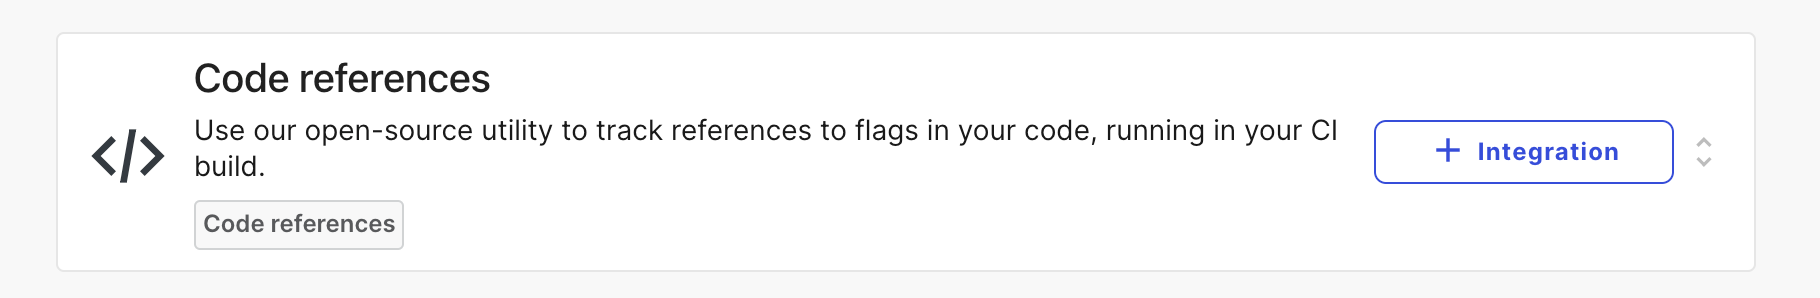 Code references
Use our open-source utility to track references to flags in your code, running in your CI
build.
+ Integration
Code references